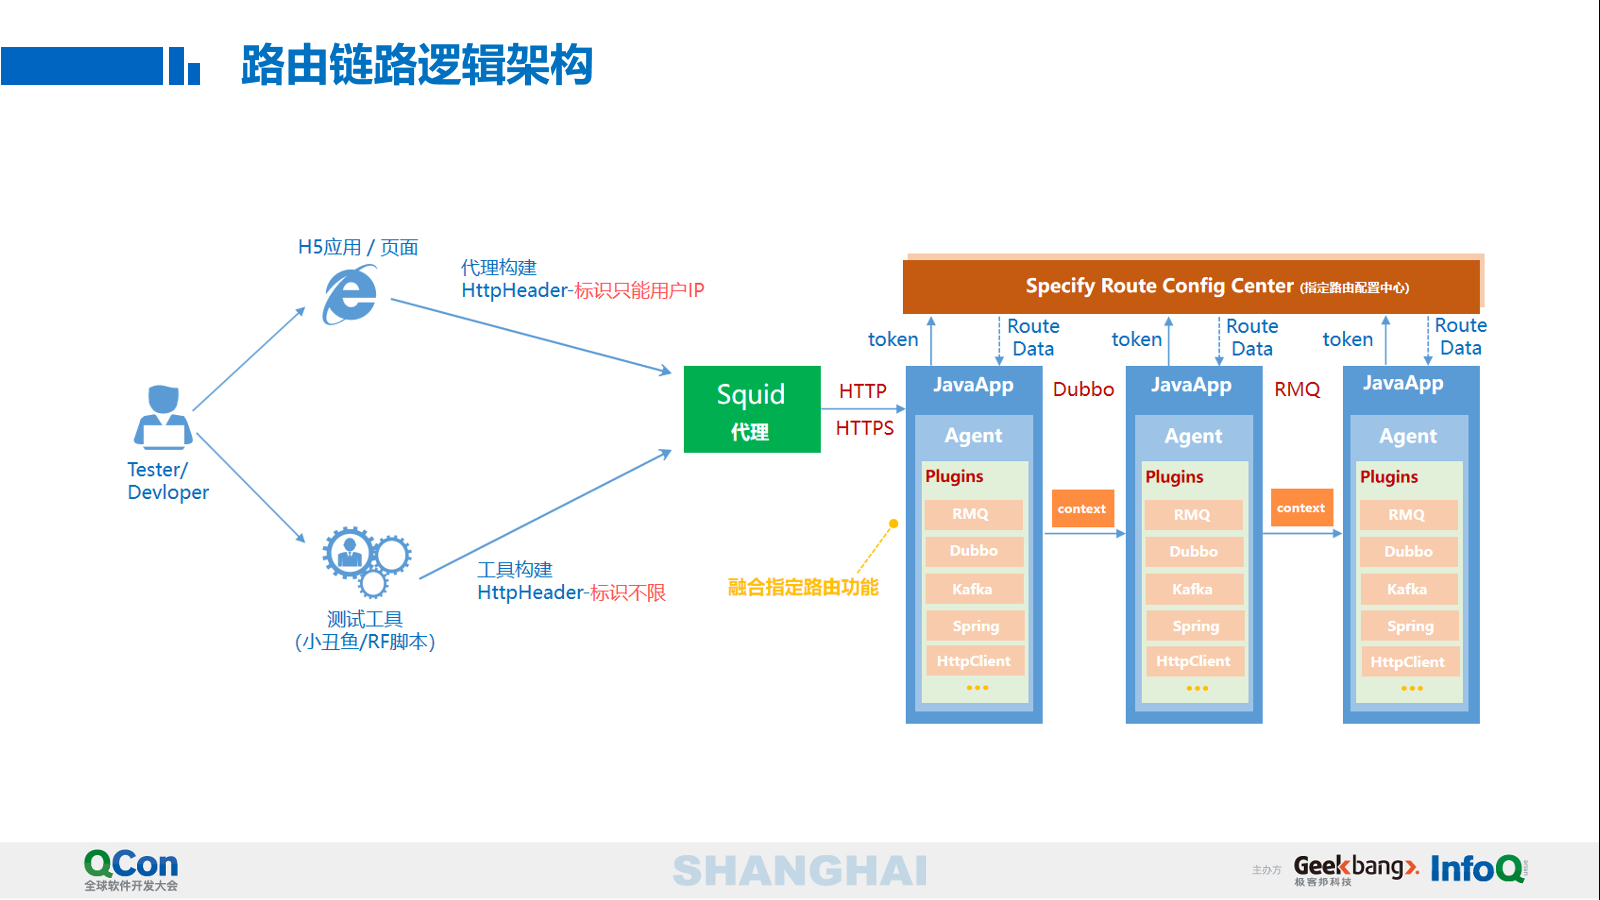 路由链路逻辑架构
H5应用 / 页面
代理构建
HttpHeader-标识只能用户IP
Tester/
Devloper
测试工具
(小丑鱼/RF脚本)
工具构建
HttpHeader-标识不限
Squid
代理
HTTP
HTTPS
融合指定路由功能
Specify Route Config Center (指定路由配置中心)
token
Route
Data
token
Route
Data
token
Route
Data
JavaApp
Agent
Plugins
RMQ
Dubbo
Kafka
Spring
HttpClient
•••
Dubbo
context
JavaApp
Agent
Plugins
RMQ
Dubbo
Kafka
Spring
HttpClient
•••
RMQ
context
JavaApp
Agent
Plugins
RMQ
Dubbo
Kafka
Spring
HttpClient
•••
QCon
全球软件开发大会
SHANGHAI
主办方
Geekbang>.
极客邦科技
InfoQ